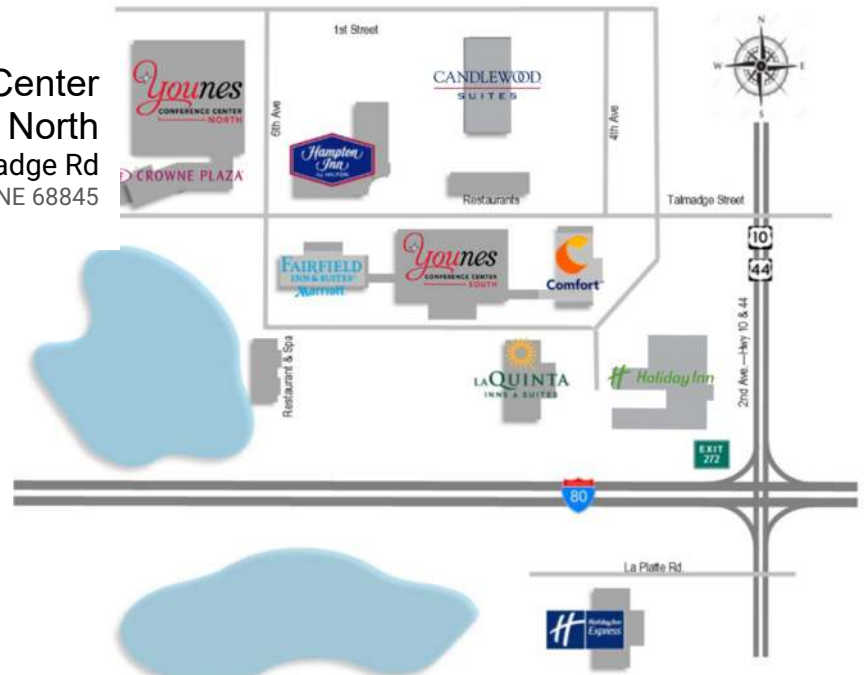 Center
North
adge Rd
NE 68845
1st Street
6th Ave
4th Ave
N
W
E
S
Younes
CONFERENCE CENTER
NORTH
CROWNE PLAZA
Hampton
Inn
by HILTON
CANDLEWOOD
SUITES
Restaurants
Talmadge Street
10
44
FAIRFIELD
INN & SUITES
Marriott
Younes
CONFERENCE CENTER
SOUTH
Comfort
Restaurant & Spa
LAQUINTA
INNS & SUITES
Holiday Inn
2nd Ave.—Hwy 10 & 44
EXIT
272
80
La Platte Rd
Holiday Inn
Express